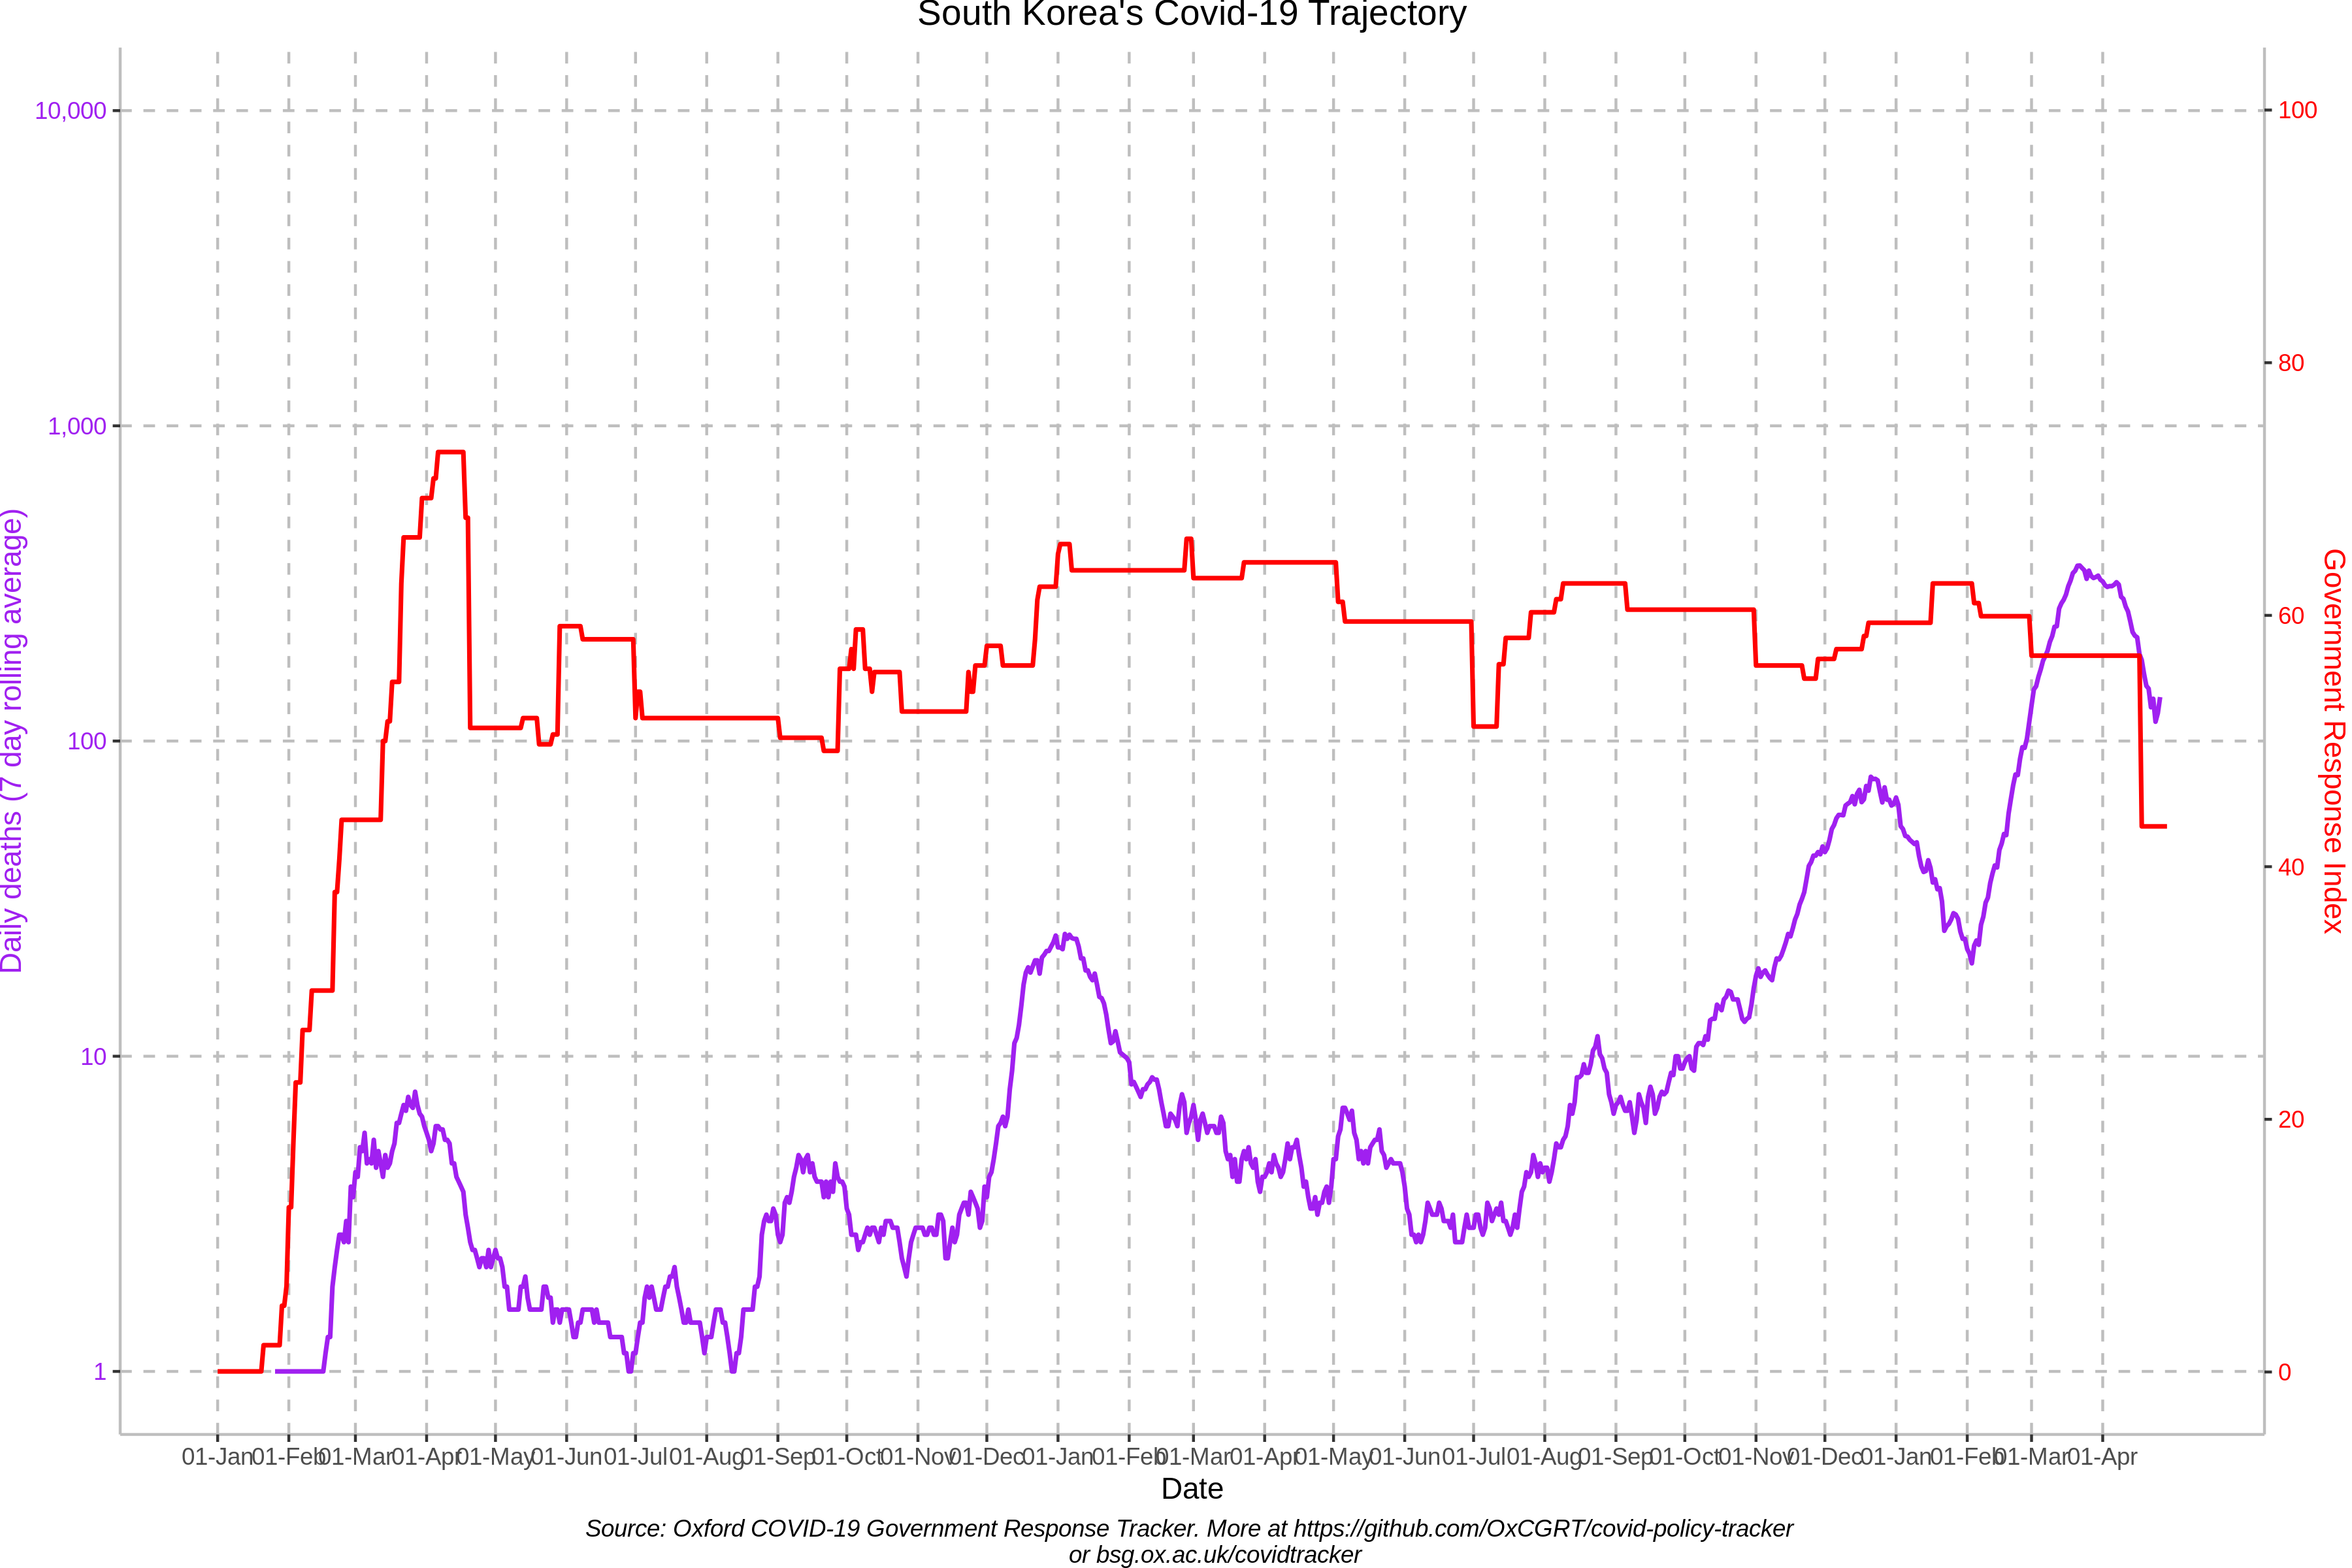 South Korea's Covid-19 Trajectory
10,000
1,000
100
10
1
Daily deaths (7 day rolling average)
100
80
60
40
20
0
Government Response Index
01-Jan 01-Feb 01-Mar 01-Apr 01-May 01-Jun 01-Jul 01-Aug 01-Sep 01-Oct 01-Nov 01-Dec 01-Jan 01-Feb 01-Mar 01-Apr 01-May 01-Jun 01-Jul 01-Aug 01-Sep 01-Oct 01-Nov 01-Dec 01-Jan 01-Feb 01-Mar 01-Apr
Date
Source: Oxford COVID-19 Government Response Tracker. More at https://github.com/OxCGRT/covid-policy-tracker
or bsg.ox.ac.uk/covidtracker